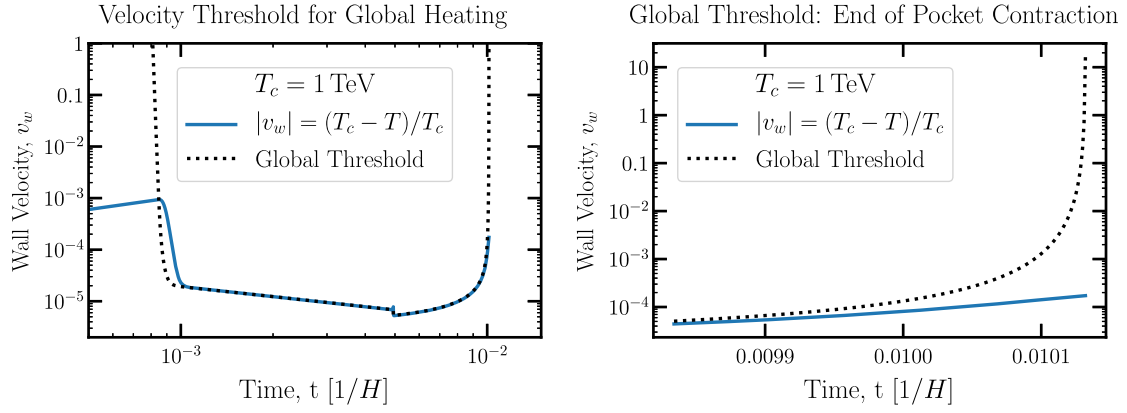 Velocity Threshold for Global Heating
Wall Velocity, v_w
1
0.1
10^{-2}
10^{-3}
10^{-4}
10^{-5}
T_c = 1 TeV
|v_w| = (T_c − T)/T_c
Global Threshold
10^{-3}
10^{-2}
Time, t [1/H]
Global Threshold: End of Pocket Contraction
Wall Velocity, v_w
10
1
0.1
10^{-2}
10^{-3}
10^{-4}
T_c = 1 TeV
|v_w| = (T_c − T)/T_c
Global Threshold
0.0099
0.0100
0.0101
Time, t [1/H]